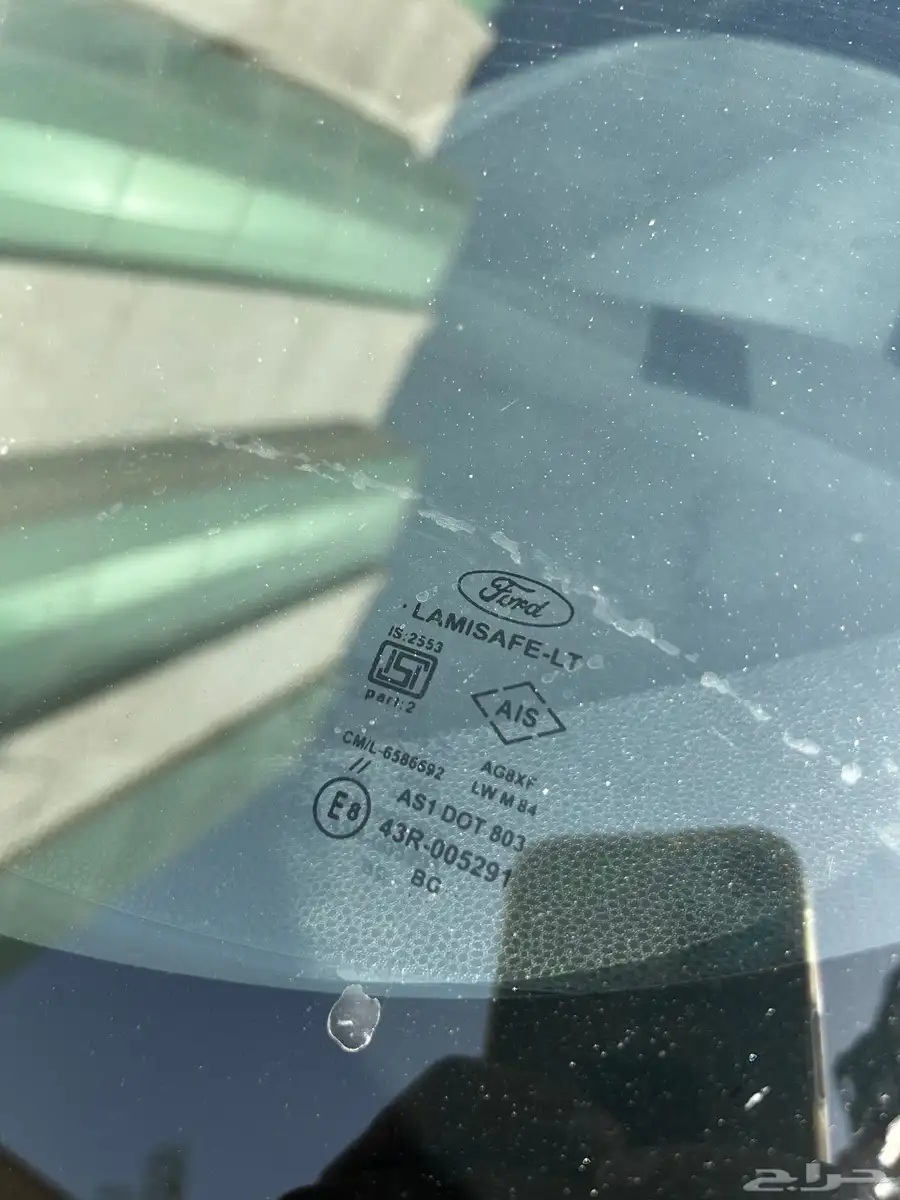 Ford
LAMISAFE-LT
IS:2553
ISI
part:2
AIS
CM/L-6586692
AG8XF
LW M 84
E8
AS1 DOT 803
43R-005291
BG
حراج